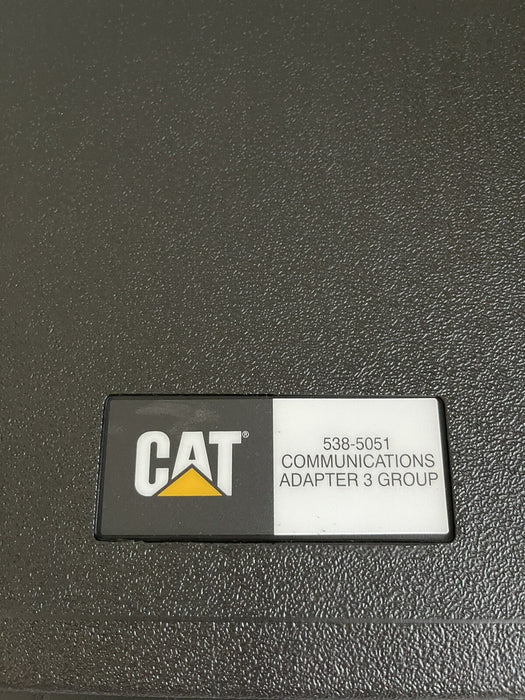 CAT®
538-5051
COMMUNICATIONS
ADAPTER 3 GROUP